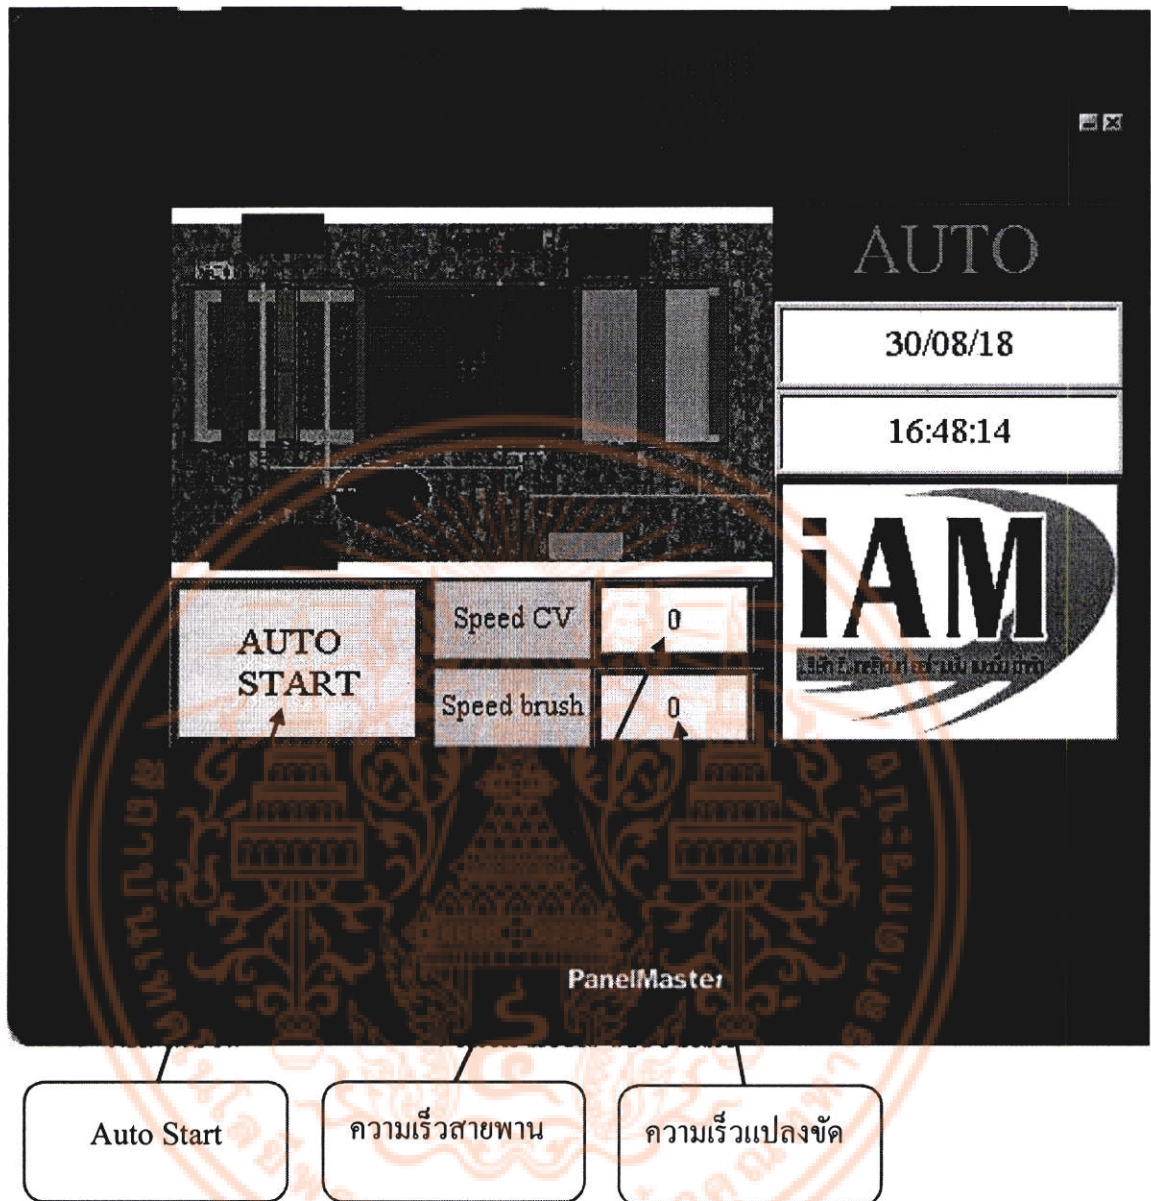 AUTO
30/08/18
16:48:14
iAM
AUTO
START
Speed CV
0
Speed brush
0
PanelMaster
Auto Start
ความเร็วสายพาน
ความเร็วแปลงขัด